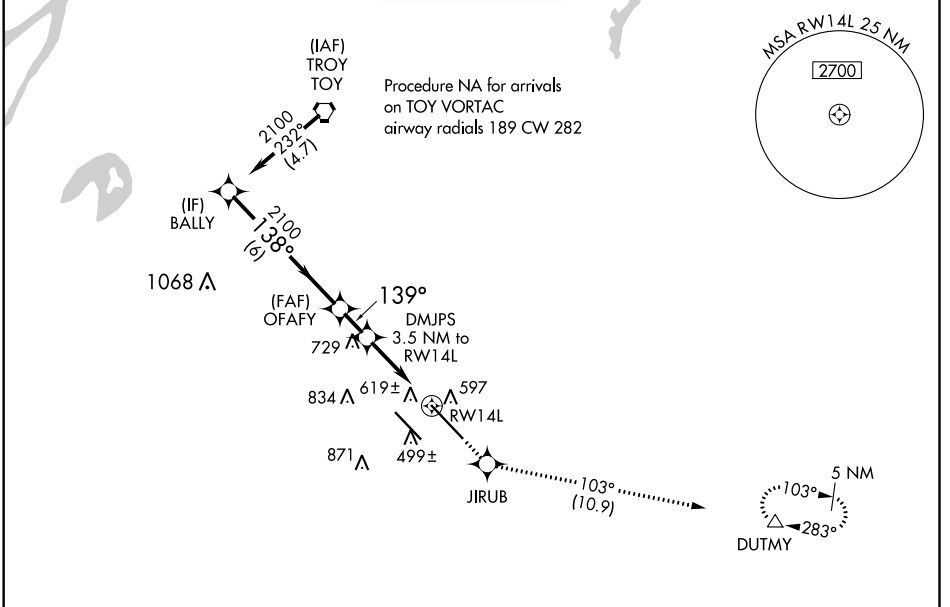 MSA RW14L 25 NM
2700
(IAF)
TROY
TOY
Procedure NA for arrivals
on TOY VORTAC
airway radials 189 CW 282
2100
232°
(4.7)
(IF)
BALLY
2100
138°
(6)
1068
(FAF)
OFAFY
139°
DMJPS
3.5 NM to
RW14L
729
834
619±
597
RW14L
871
499±
JIRUB
103°
(10.9)
5 NM
103°
283°
DUTMY